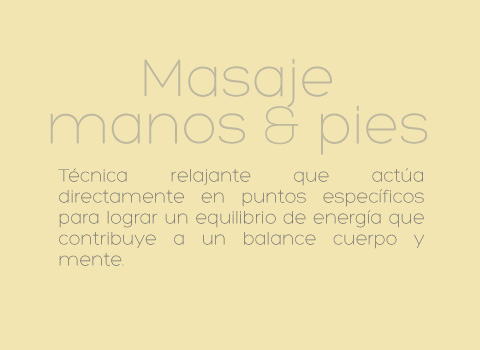 Masaje
manos & pies
Técnica relajante que actúa
directamente en puntos específicos
para lograr un equilibrio de energía que
contribuye a un balance cuerpo y
mente.